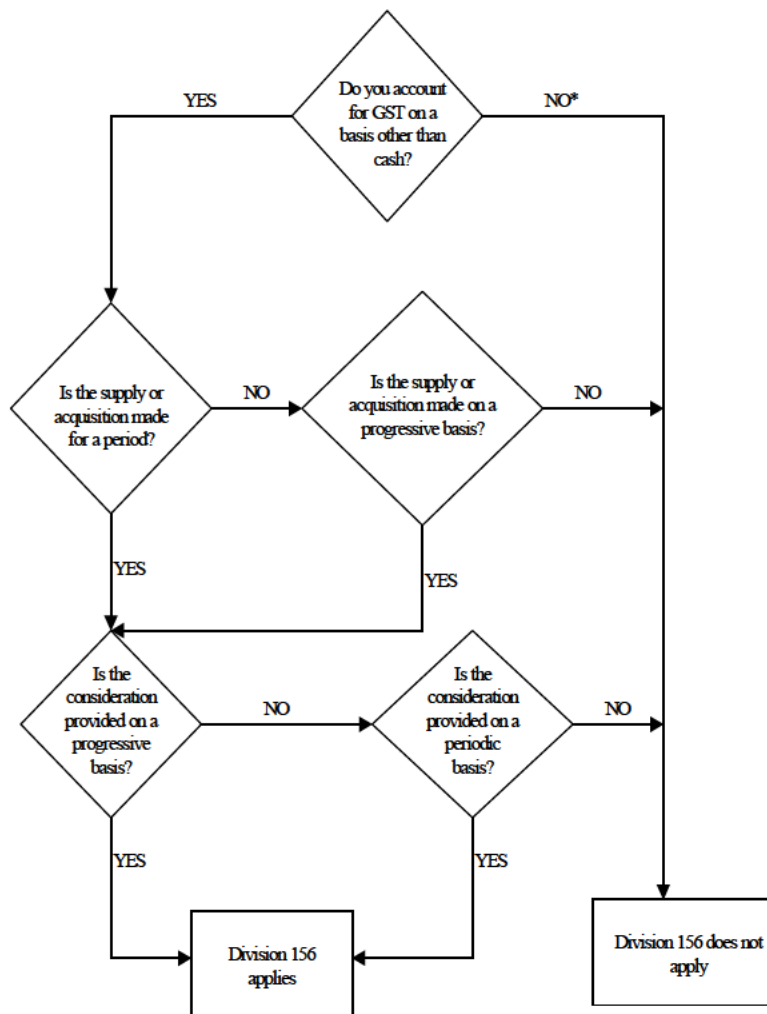 Do you account
for GST on a
basis other than
cash?
YES
NO*
Is the supply or
acquisition made
for a period?
NO
Is the supply or
acquisition made on a
progressive basis?
NO
YES
YES
Is the
consideration
provided on a
progressive
basis?
NO
Is the
consideration
provided on a
periodic
basis?
NO
YES
YES
Division 156
applies
Division 156 does not
apply